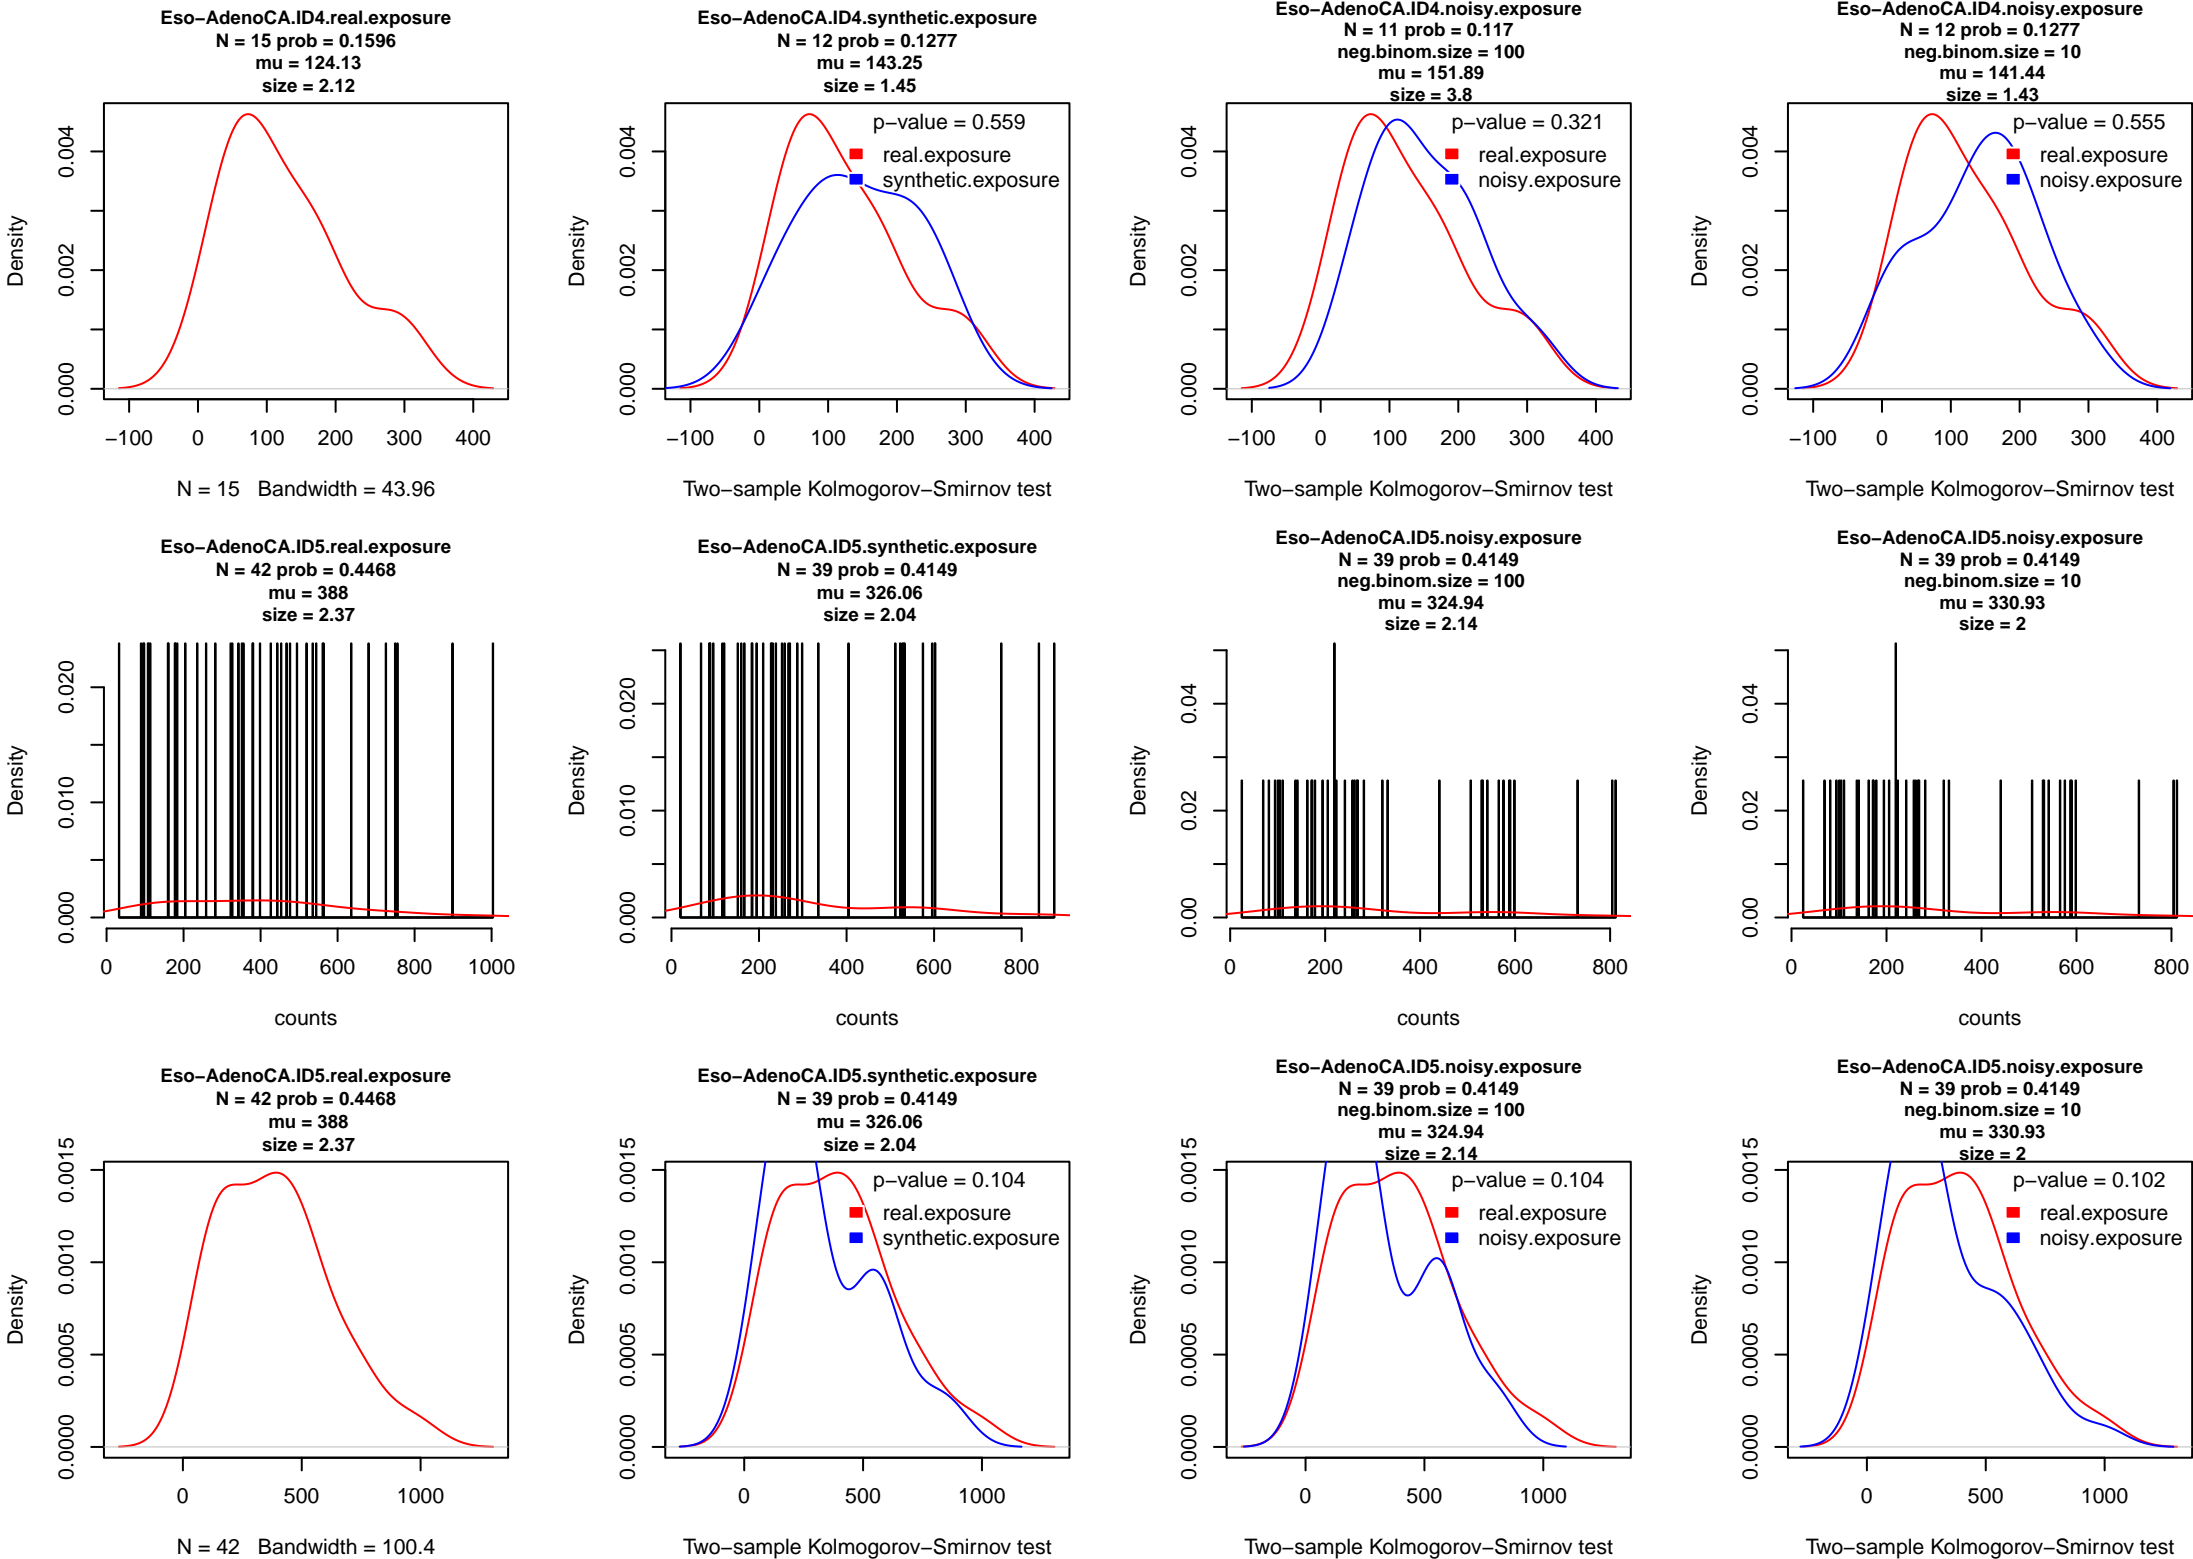 Eso-AdenoCA.ID4.real.exposure
N = 15 prob = 0.1596
mu = 124.13
size = 2.12
Density
0.000 0.002 0.004
−100 0 100 200 300 400
N = 15 Bandwidth = 43.96
Eso-AdenoCA.ID4.synthetic.exposure
N = 12 prob = 0.1277
mu = 143.25
size = 1.45
p−value = 0.559
real.exposure
synthetic.exposure
Density
0.000 0.002 0.004
−100 0 100 200 300 400
Two−sample Kolmogorov−Smirnov test
Eso-AdenoCA.ID4.noisy.exposure
N = 11 prob = 0.117
neg.binom.size = 100
mu = 151.89
size = 3.8
p−value = 0.321
real.exposure
noisy.exposure
Density
0.000 0.002 0.004
−100 0 100 200 300 400
Two−sample Kolmogorov−Smirnov test
Eso-AdenoCA.ID4.noisy.exposure
N = 12 prob = 0.1277
neg.binom.size = 10
mu = 141.44
size = 1.43
p−value = 0.555
real.exposure
noisy.exposure
Density
0.000 0.002 0.004
−100 0 100 200 300 400
Two−sample Kolmogorov−Smirnov test
Eso-AdenoCA.ID5.real.exposure
N = 42 prob = 0.4468
mu = 388
size = 2.37
Density
0.000 0.010 0.020
0 200 400 600 800 1000
counts
Eso-AdenoCA.ID5.synthetic.exposure
N = 39 prob = 0.4149
mu = 326.06
size = 2.04
Density
0.000 0.010 0.020
0 200 400 600 800
counts
Eso-AdenoCA.ID5.noisy.exposure
N = 39 prob = 0.4149
neg.binom.size = 100
mu = 324.94
size = 2.14
Density
0.00 0.02 0.04
0 200 400 600 800
counts
Eso-AdenoCA.ID5.noisy.exposure
N = 39 prob = 0.4149
neg.binom.size = 10
mu = 330.93
size = 2
Density
0.00 0.02 0.04
0 200 400 600 800
counts
Eso-AdenoCA.ID5.real.exposure
N = 42 prob = 0.4468
mu = 388
size = 2.37
Density
0.0000 0.0005 0.0010 0.0015
0 500 1000
N = 42 Bandwidth = 100.4
Eso-AdenoCA.ID5.synthetic.exposure
N = 39 prob = 0.4149
mu = 326.06
size = 2.04
p−value = 0.104
real.exposure
synthetic.exposure
Density
0.0000 0.0005 0.0010 0.0015
0 500 1000
Two−sample Kolmogorov−Smirnov test
Eso-AdenoCA.ID5.noisy.exposure
N = 39 prob = 0.4149
neg.binom.size = 100
mu = 324.94
size = 2.14
p−value = 0.104
real.exposure
noisy.exposure
Density
0.0000 0.0005 0.0010 0.0015
0 500 1000
Two−sample Kolmogorov−Smirnov test
Eso-AdenoCA.ID5.noisy.exposure
N = 39 prob = 0.4149
neg.binom.size = 10
mu = 330.93
size = 2
p−value = 0.102
real.exposure
noisy.exposure
Density
0.0000 0.0005 0.0010 0.0015
0 500 1000
Two−sample Kolmogorov−Smirnov test